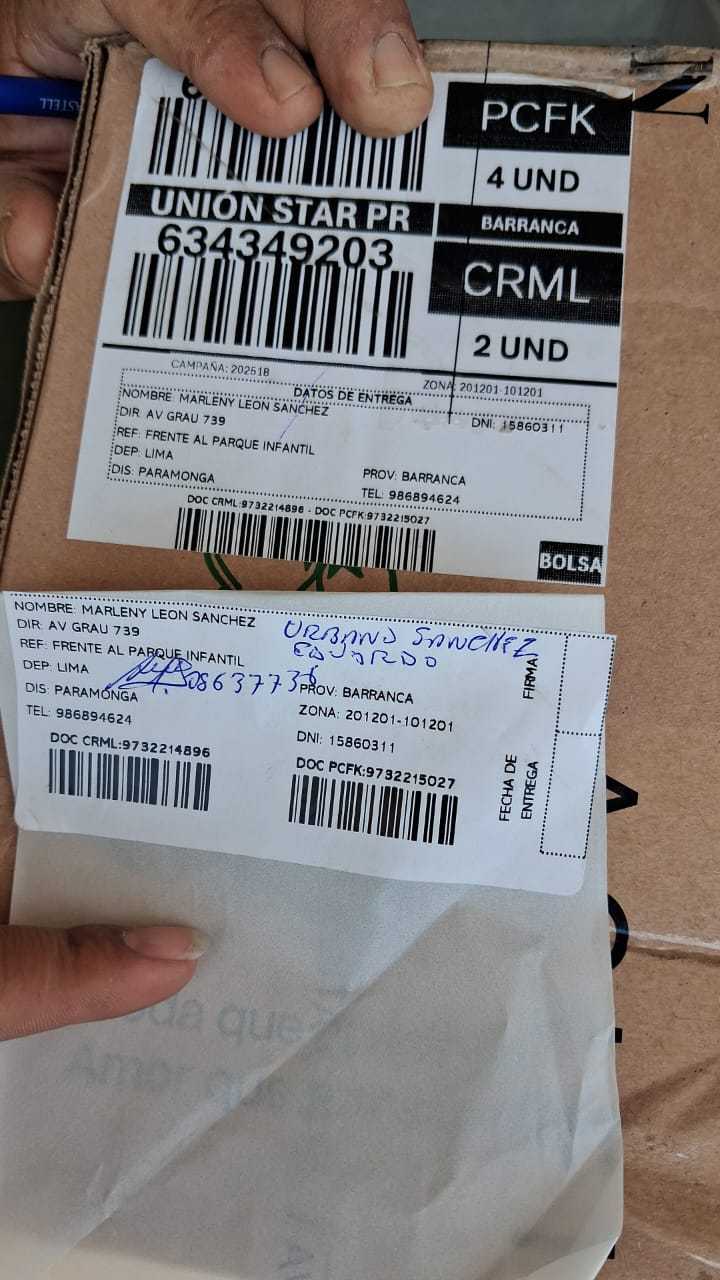 PCFK
4 UND
UNIÓN STAR PR
BARRANCA
634349203
CRML
2 UND
CAMPAÑA: 202518
ZONA: 201201-101201
DATOS DE ENTREGA
NOMBRE: MARLENY LEON SANCHEZ
DNI: 15860311
DIR: AV GRAU 739
REF: FRENTE AL PARQUE INFANTIL
DEP: LIMA
PROV: BARRANCA
DIS: PARAMONGA
TEL: 986894624
DOC CRML:9732214896 - DOC PCFK:9732215027
BOLSA
NOMBRE: MARLENY LEON SANCHEZ
URBANO SANCHEZ
EDUARDO
DIR: AV GRAU 739
REF: FRENTE AL PARQUE INFANTIL
DEP: LIMA
DIS: PARAMONGA
PROV: BARRANCA
TEL: 986894624
ZONA: 201201-101201
DNI: 15860311
DOC CRML:9732214896
DOC PCFK:9732215027
FIRMA
FECHA DE
ENTREGA